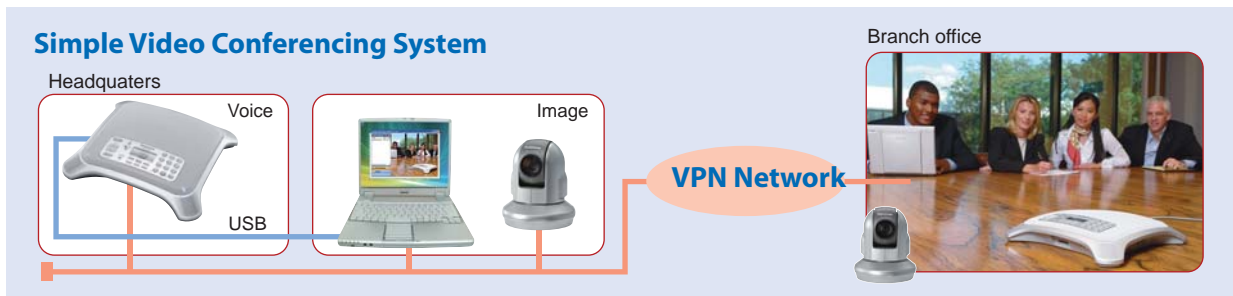 Simple Video Conferencing System
Headquaters
Voice
USB
Image
VPN Network
Branch office